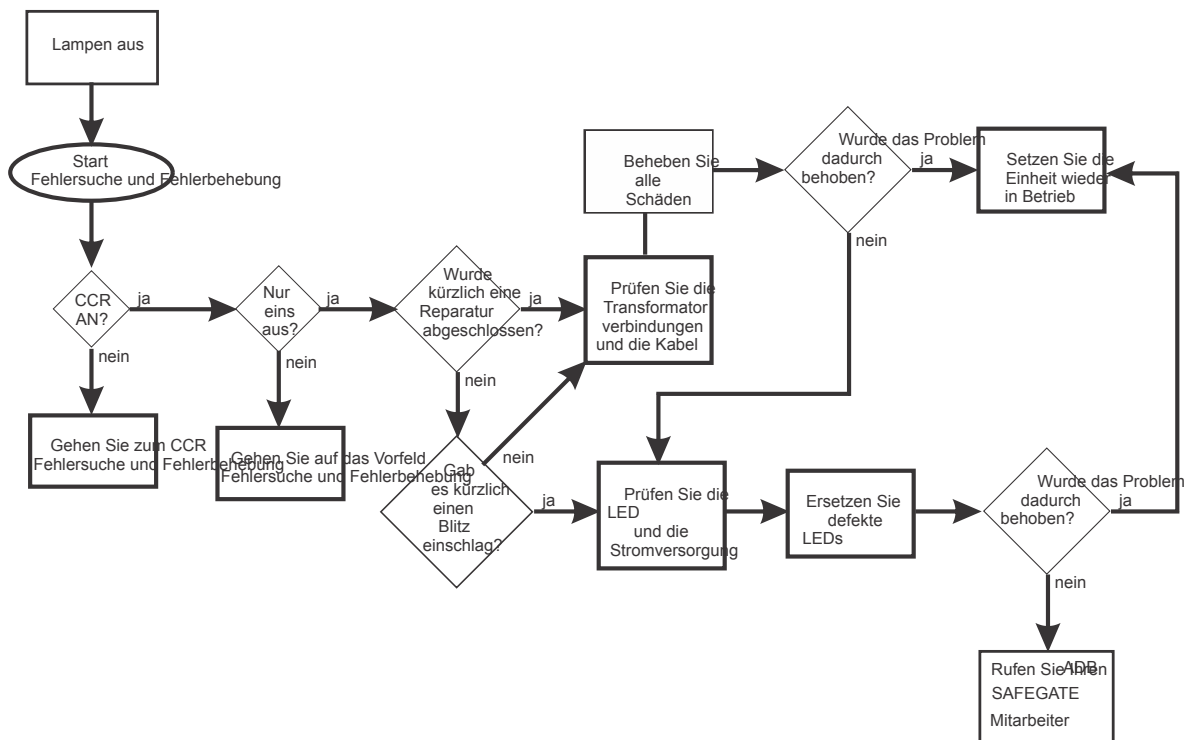 Lampen aus
Start
Fehlersuche und Fehlerbehebung
CCR
AN?
ja
nein
Gehen Sie zum CCR
Fehlersuche und Fehlerbehebung
Nur
eins
aus?
ja
nein
Gehen Sie auf das Vorfeld
Fehlersuche und Fehlerbehebung
Wurde
kürzlich eine
Reparatur
abgeschlossen?
ja
nein
Gab
es kürzlich
einen
Blitz
einschlag?
nein
ja
Prüfen Sie die
Transformator
verbindungen
und die Kabel
Beheben Sie
alle
Schäden
Wurde das Problem
dadurch
behoben?
ja
nein
Setzen Sie die
Einheit wieder
in Betrieb
Prüfen Sie die
LED
und die
Stromversorgung
Ersetzen Sie
defekte
LEDs
Wurde das Problem
dadurch
behoben?
ja
nein
Rufen Sie Ihren ADB
SAFEGATE
Mitarbeiter